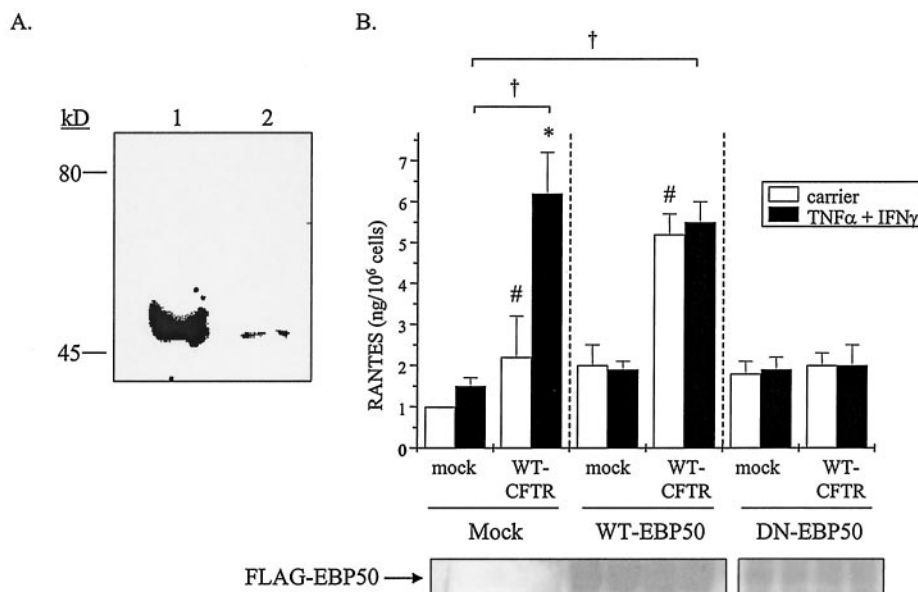 A.
kD
1 2
80
45
B.
†
†
*
#
#
RANTES (ng/10⁶ cells)
7
6
5
3
2
1
0
carrier
TNFα + IFNγ
mock WT-CFTR mock WT-CFTR mock WT-CFTR
Mock WT-EBP50 DN-EBP50
FLAG-EBP50